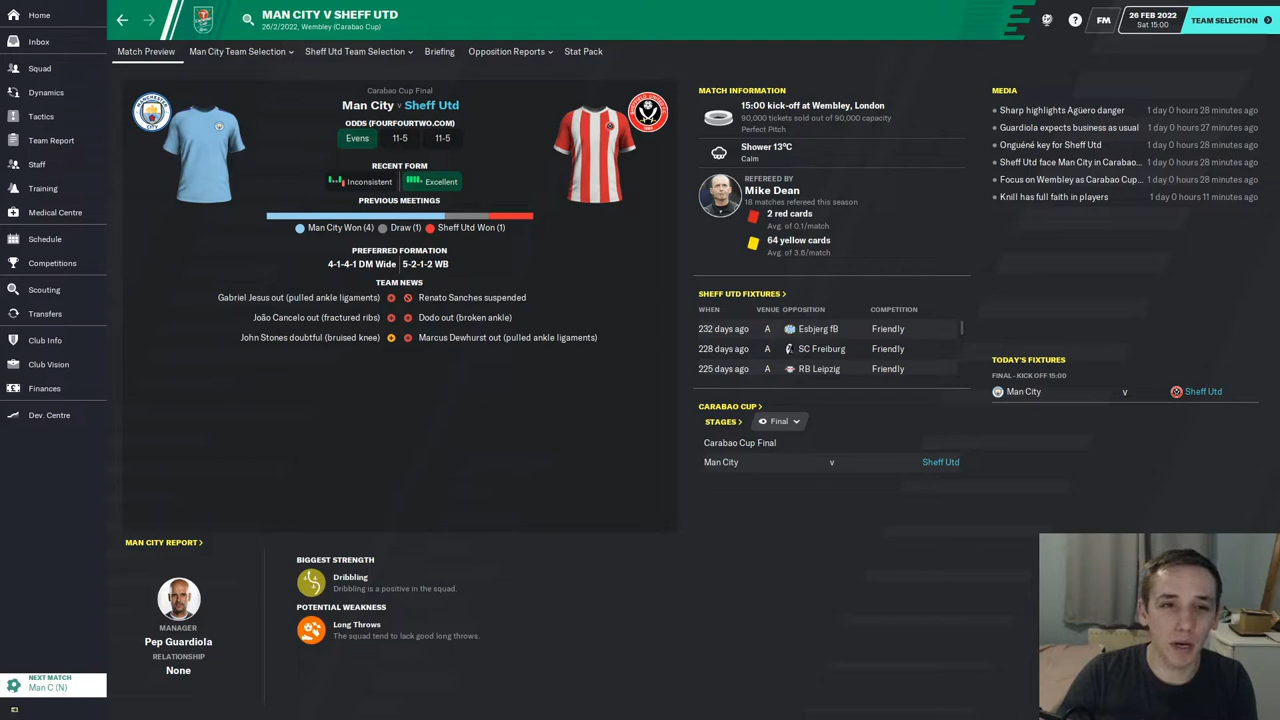 Home
Inbox
Squad
Dynamics
Tactics
Team Report
Staff
Training
Medical Centre
Schedule
Competitions
Scouting
Transfers
Club Info
Club Vision
Finances
Dev. Centre
NEXT MATCH
Man C (N)
MAN CITY V SHEFF UTD
26/2/2022, Wembley (Carabao Cup)
FM
26 FEB 2022
Sat 15:00
TEAM SELECTION
Match Preview
Man City Team Selection
Sheff Utd Team Selection
Briefing
Opposition Reports
Stat Pack
Carabao Cup Final
Man City v Sheff Utd
ODDS (FOURFOURTWO.COM)
Evens 11-5 11-5
RECENT FORM
Inconsistent Excellent
PREVIOUS MEETINGS
Man City Won (4) Draw (1) Sheff Utd Won (1)
PREFERRED FORMATION
4-1-4-1 DM Wide 5-2-1-2 WB
TEAM NEWS
Gabriel Jesus out (pulled ankle ligaments) Renato Sanches suspended
João Cancelo out (fractured ribs) Dodo out (broken ankle)
John Stones doubtful (bruised knee) Marcus Dewhurst out (pulled ankle ligaments)
MATCH INFORMATION
15:00 kick-off at Wembley, London
90,000 tickets sold out of 90,000 capacity
Perfect Pitch
Shower 13°C
Calm
REFEREED BY
Mike Dean
18 matches refereed this season
2 red cards
Avg. of 0.1/match
64 yellow cards
Avg. of 3.6/match
SHEFF UTD FIXTURES
WHEN VENUE OPPOSITION COMPETITION
232 days ago A Esbjerg fB Friendly
228 days ago A SC Freiburg Friendly
225 days ago A RB Leipzig Friendly
CARABAO CUP
STAGES Final
Carabao Cup Final
Man City v Sheff Utd
MEDIA
Sharp highlights Agüero danger 1 day 0 hours 28 minutes ago
Guardiola expects business as usual 1 day 0 hours 27 minutes ago
Onguéné key for Sheff Utd 1 day 0 hours 28 minutes ago
Sheff Utd face Man City in Carabao... 1 day 0 hours 28 minutes ago
Focus on Wembley as Carabao Cup... 1 day 0 hours 28 minutes ago
Knill has full faith in players 1 day 0 hours 11 minutes ago
TODAY'S FIXTURES
FINAL - KICK OFF 15:00
Man City v Sheff Utd
MAN CITY REPORT
MANAGER
Pep Guardiola
RELATIONSHIP
None
BIGGEST STRENGTH
Dribbling
Dribbling is a positive in the squad.
POTENTIAL WEAKNESS
Long Throws
The squad tend to lack good long throws.